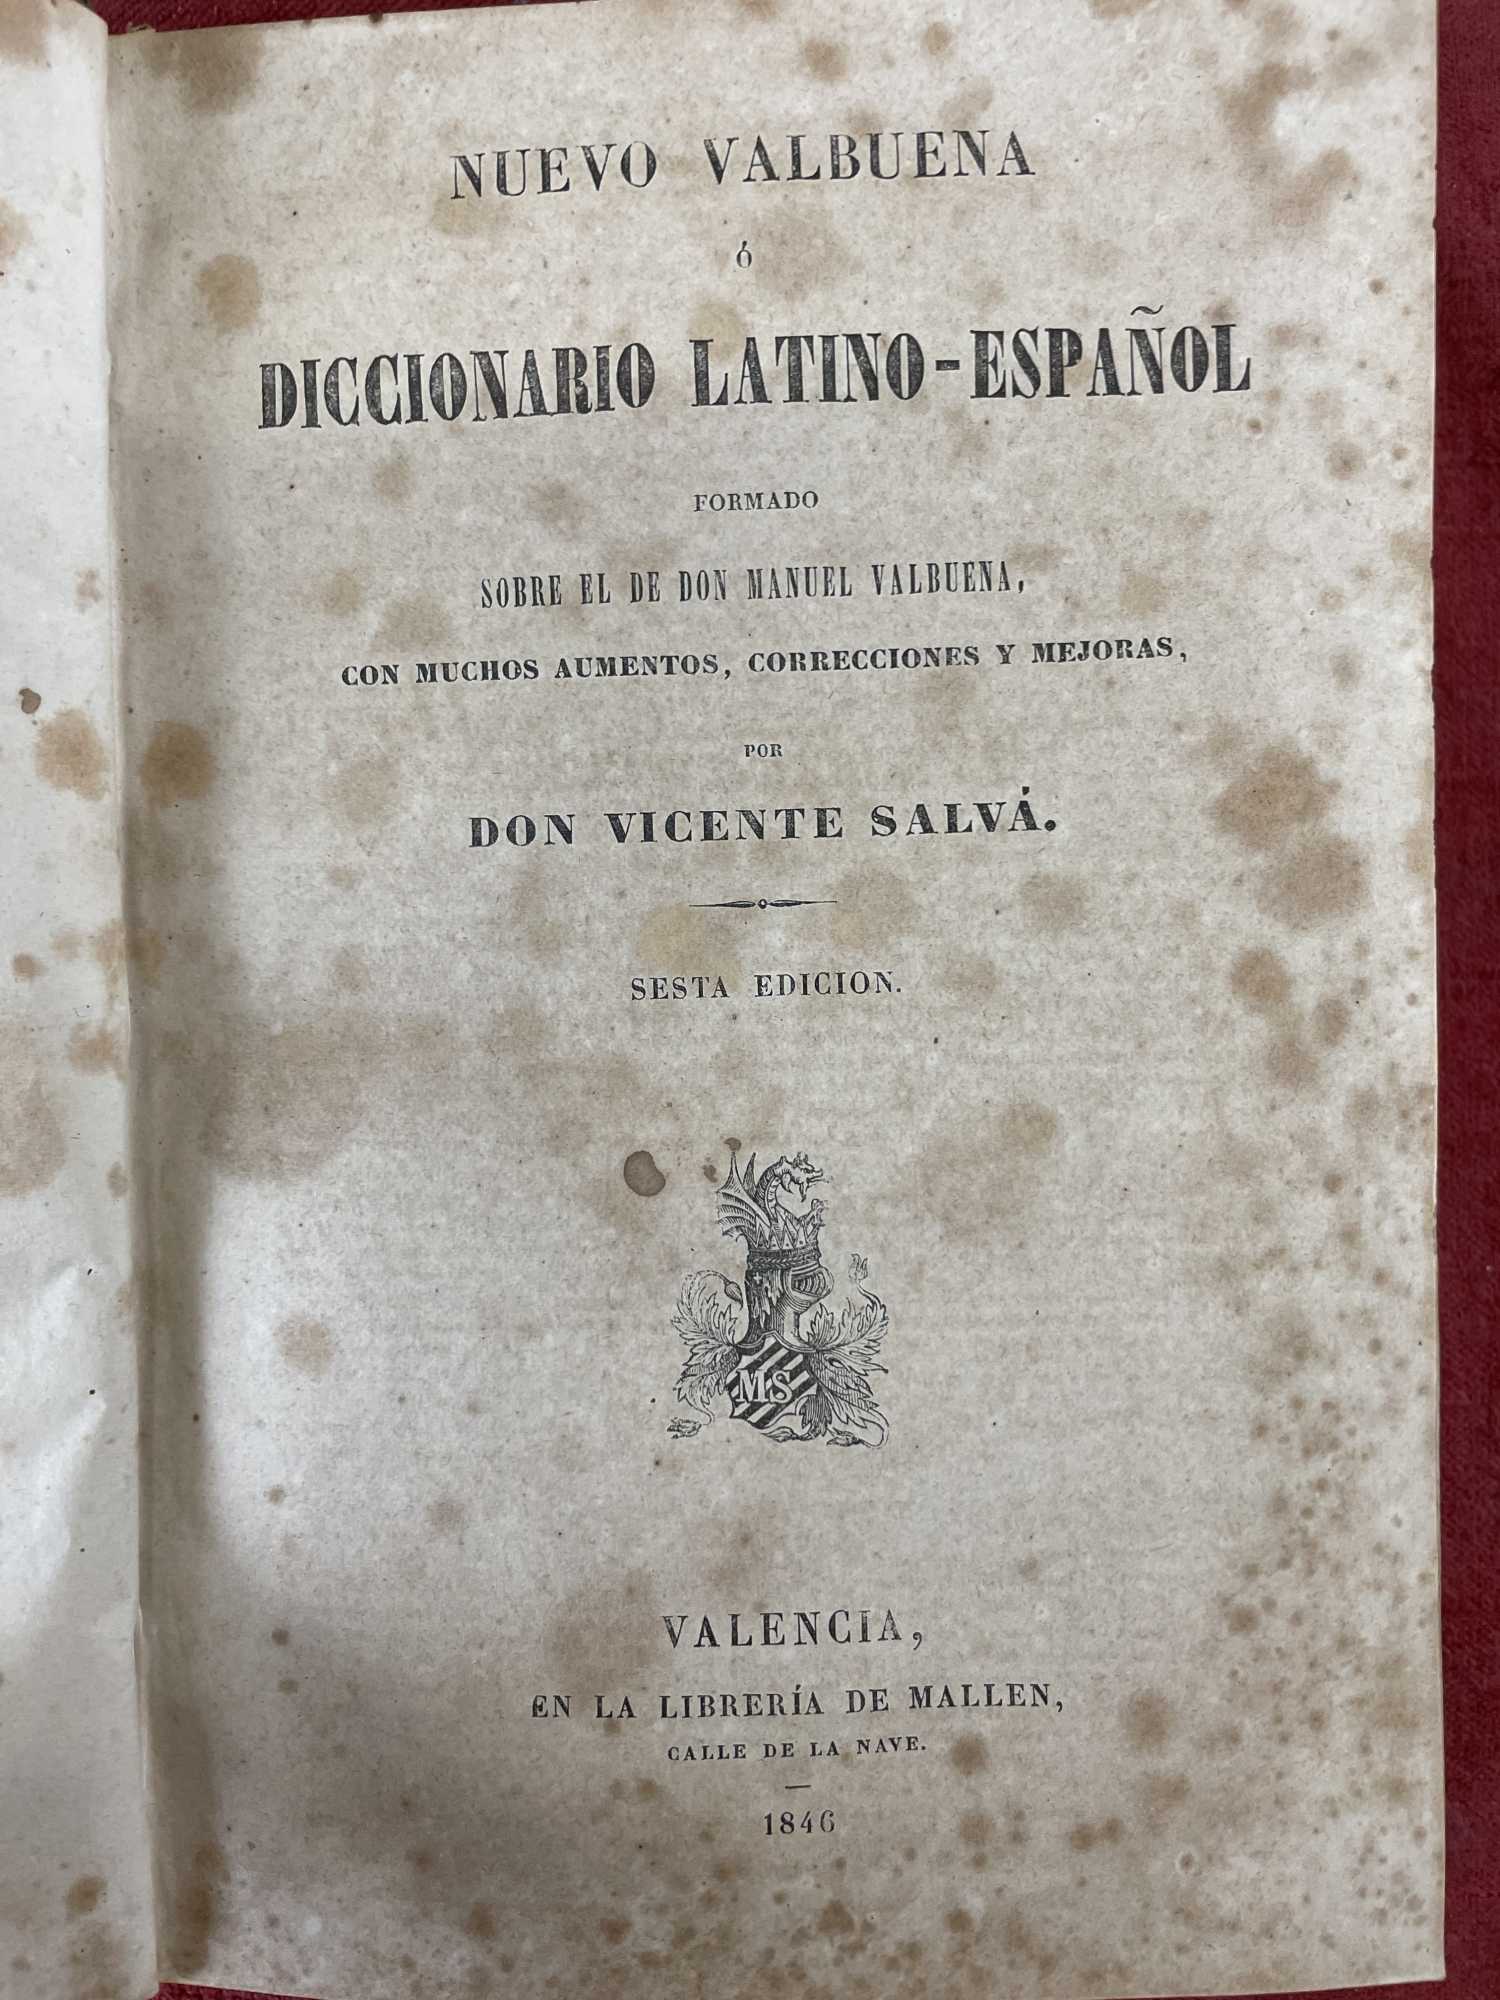 NUEVO VALBUENA
ó
DICCIONARIO LATINO-ESPAÑOL
FORMADO
SOBRE EL DE DON MANUEL VALBUENA,
CON MUCHOS AUMENTOS, CORRECCIONES Y MEJORAS,
POR
DON VICENTE SALVÁ.
SESTA EDICION.
MS
VALENCIA,
EN LA LIBRERÍA DE MALLEN,
CALLE DE LA NAVE.
1846